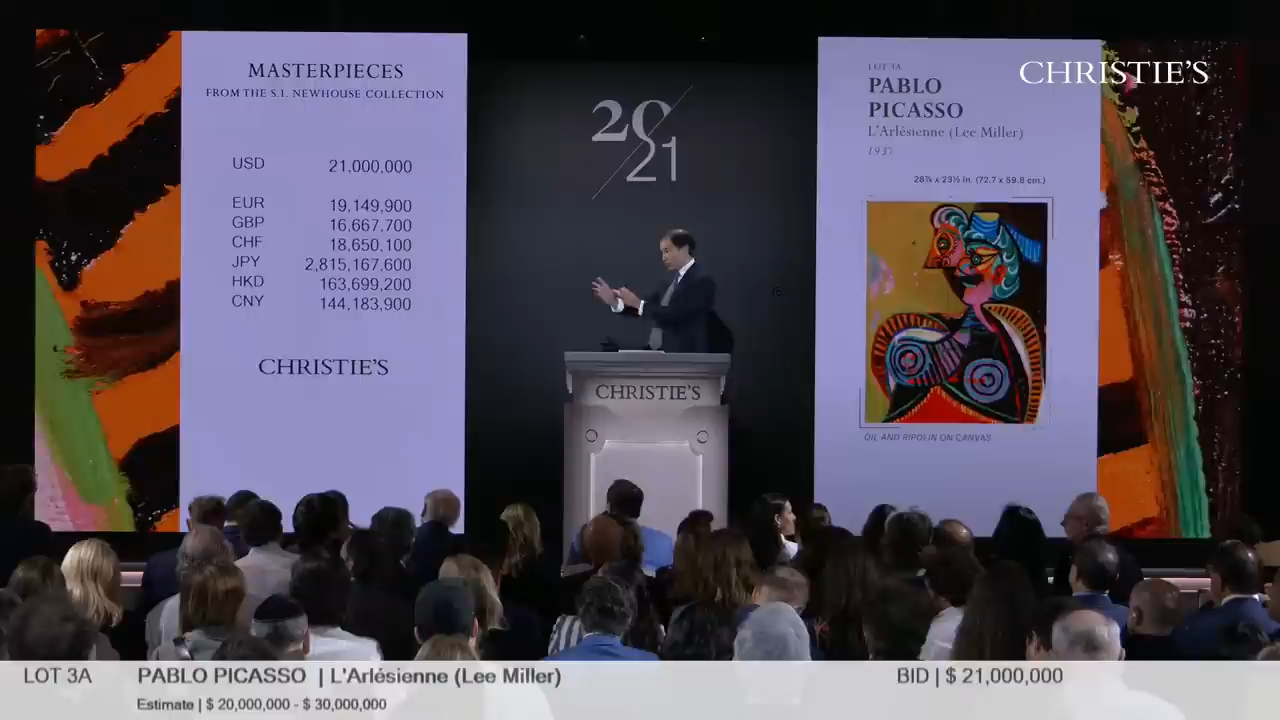 MASTERPIECES
FROM THE S.I. NEWHOUSE COLLECTION
USD 21,000,000
EUR 19,149,900
GBP 16,667,700
CHF 18,650,100
JPY 2,815,167,600
HKD 163,699,200
CNY 144,183,900
CHRISTIE'S
20
21
CHRISTIE'S
LOT 3A
CHRISTIE'S
PABLO
PICASSO
L'Arlésienne (Lee Miller)
1937
28⅝ x 23½ in. (72.7 x 59.8 cm.)
OIL AND RIPOLIN ON CANVAS
LOT 3A PABLO PICASSO | L'Arlésienne (Lee Miller) BID | $ 21,000,000
Estimate | $ 20,000,000 - $ 30,000,000